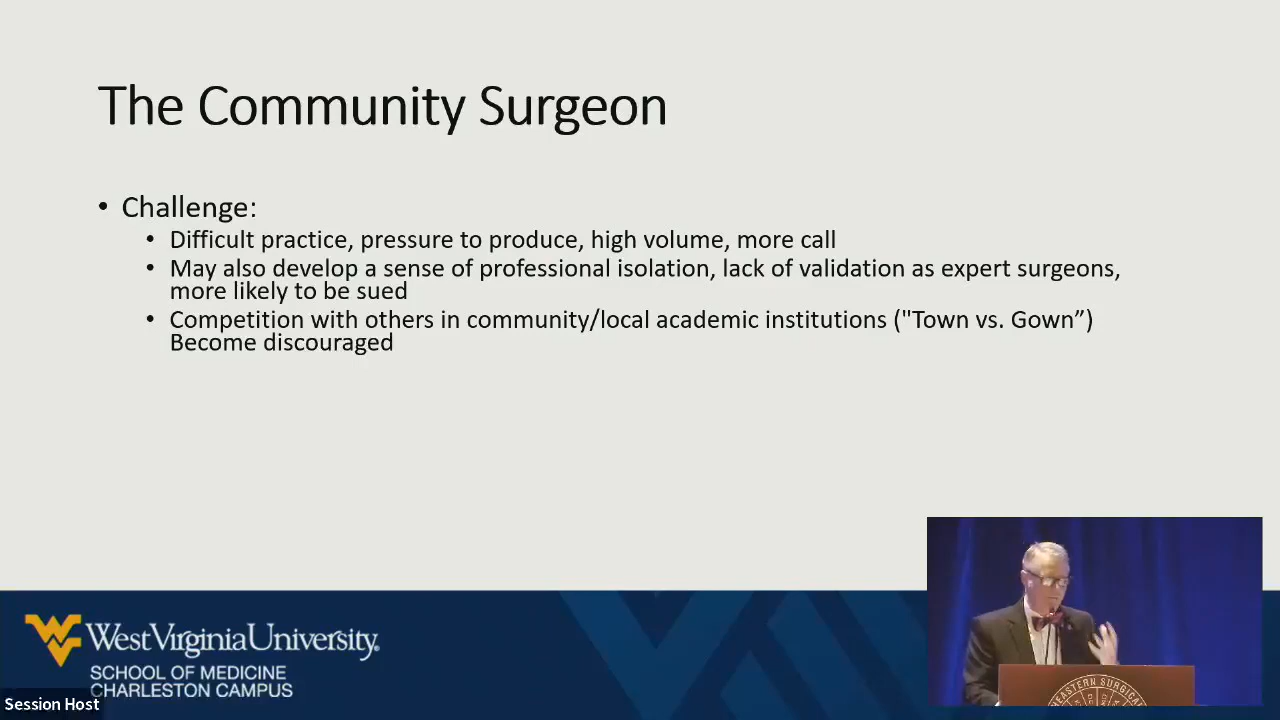 The Community Surgeon
• Challenge:
• Difficult practice, pressure to produce, high volume, more call
• May also develop a sense of professional isolation, lack of validation as expert surgeons,
more likely to be sued
• Competition with others in community/local academic institutions ("Town vs. Gown”)
Become discouraged
West Virginia University.
SCHOOL OF MEDICINE
CHARLESTON CAMPUS
Session Host
EASTERN SURGICAL